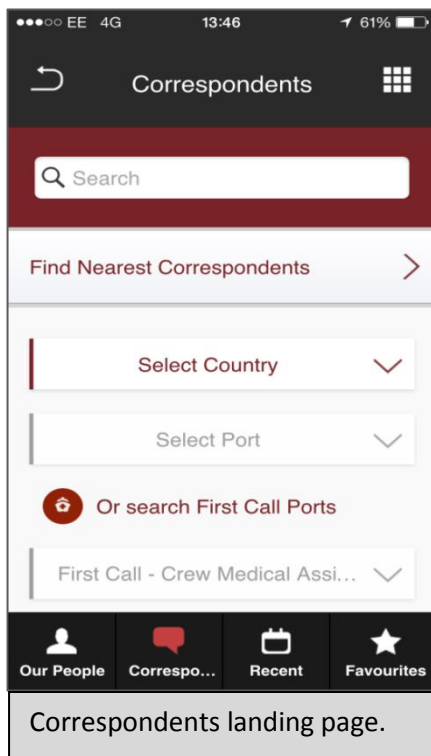 EE 4G 13:46 61%
Correspondents
Search
Find Nearest Correspondents
Select Country
Select Port
Or search First Call Ports
First Call - Crew Medical Assi...
Our People Correspo... Recent Favourites
Correspondents landing page.